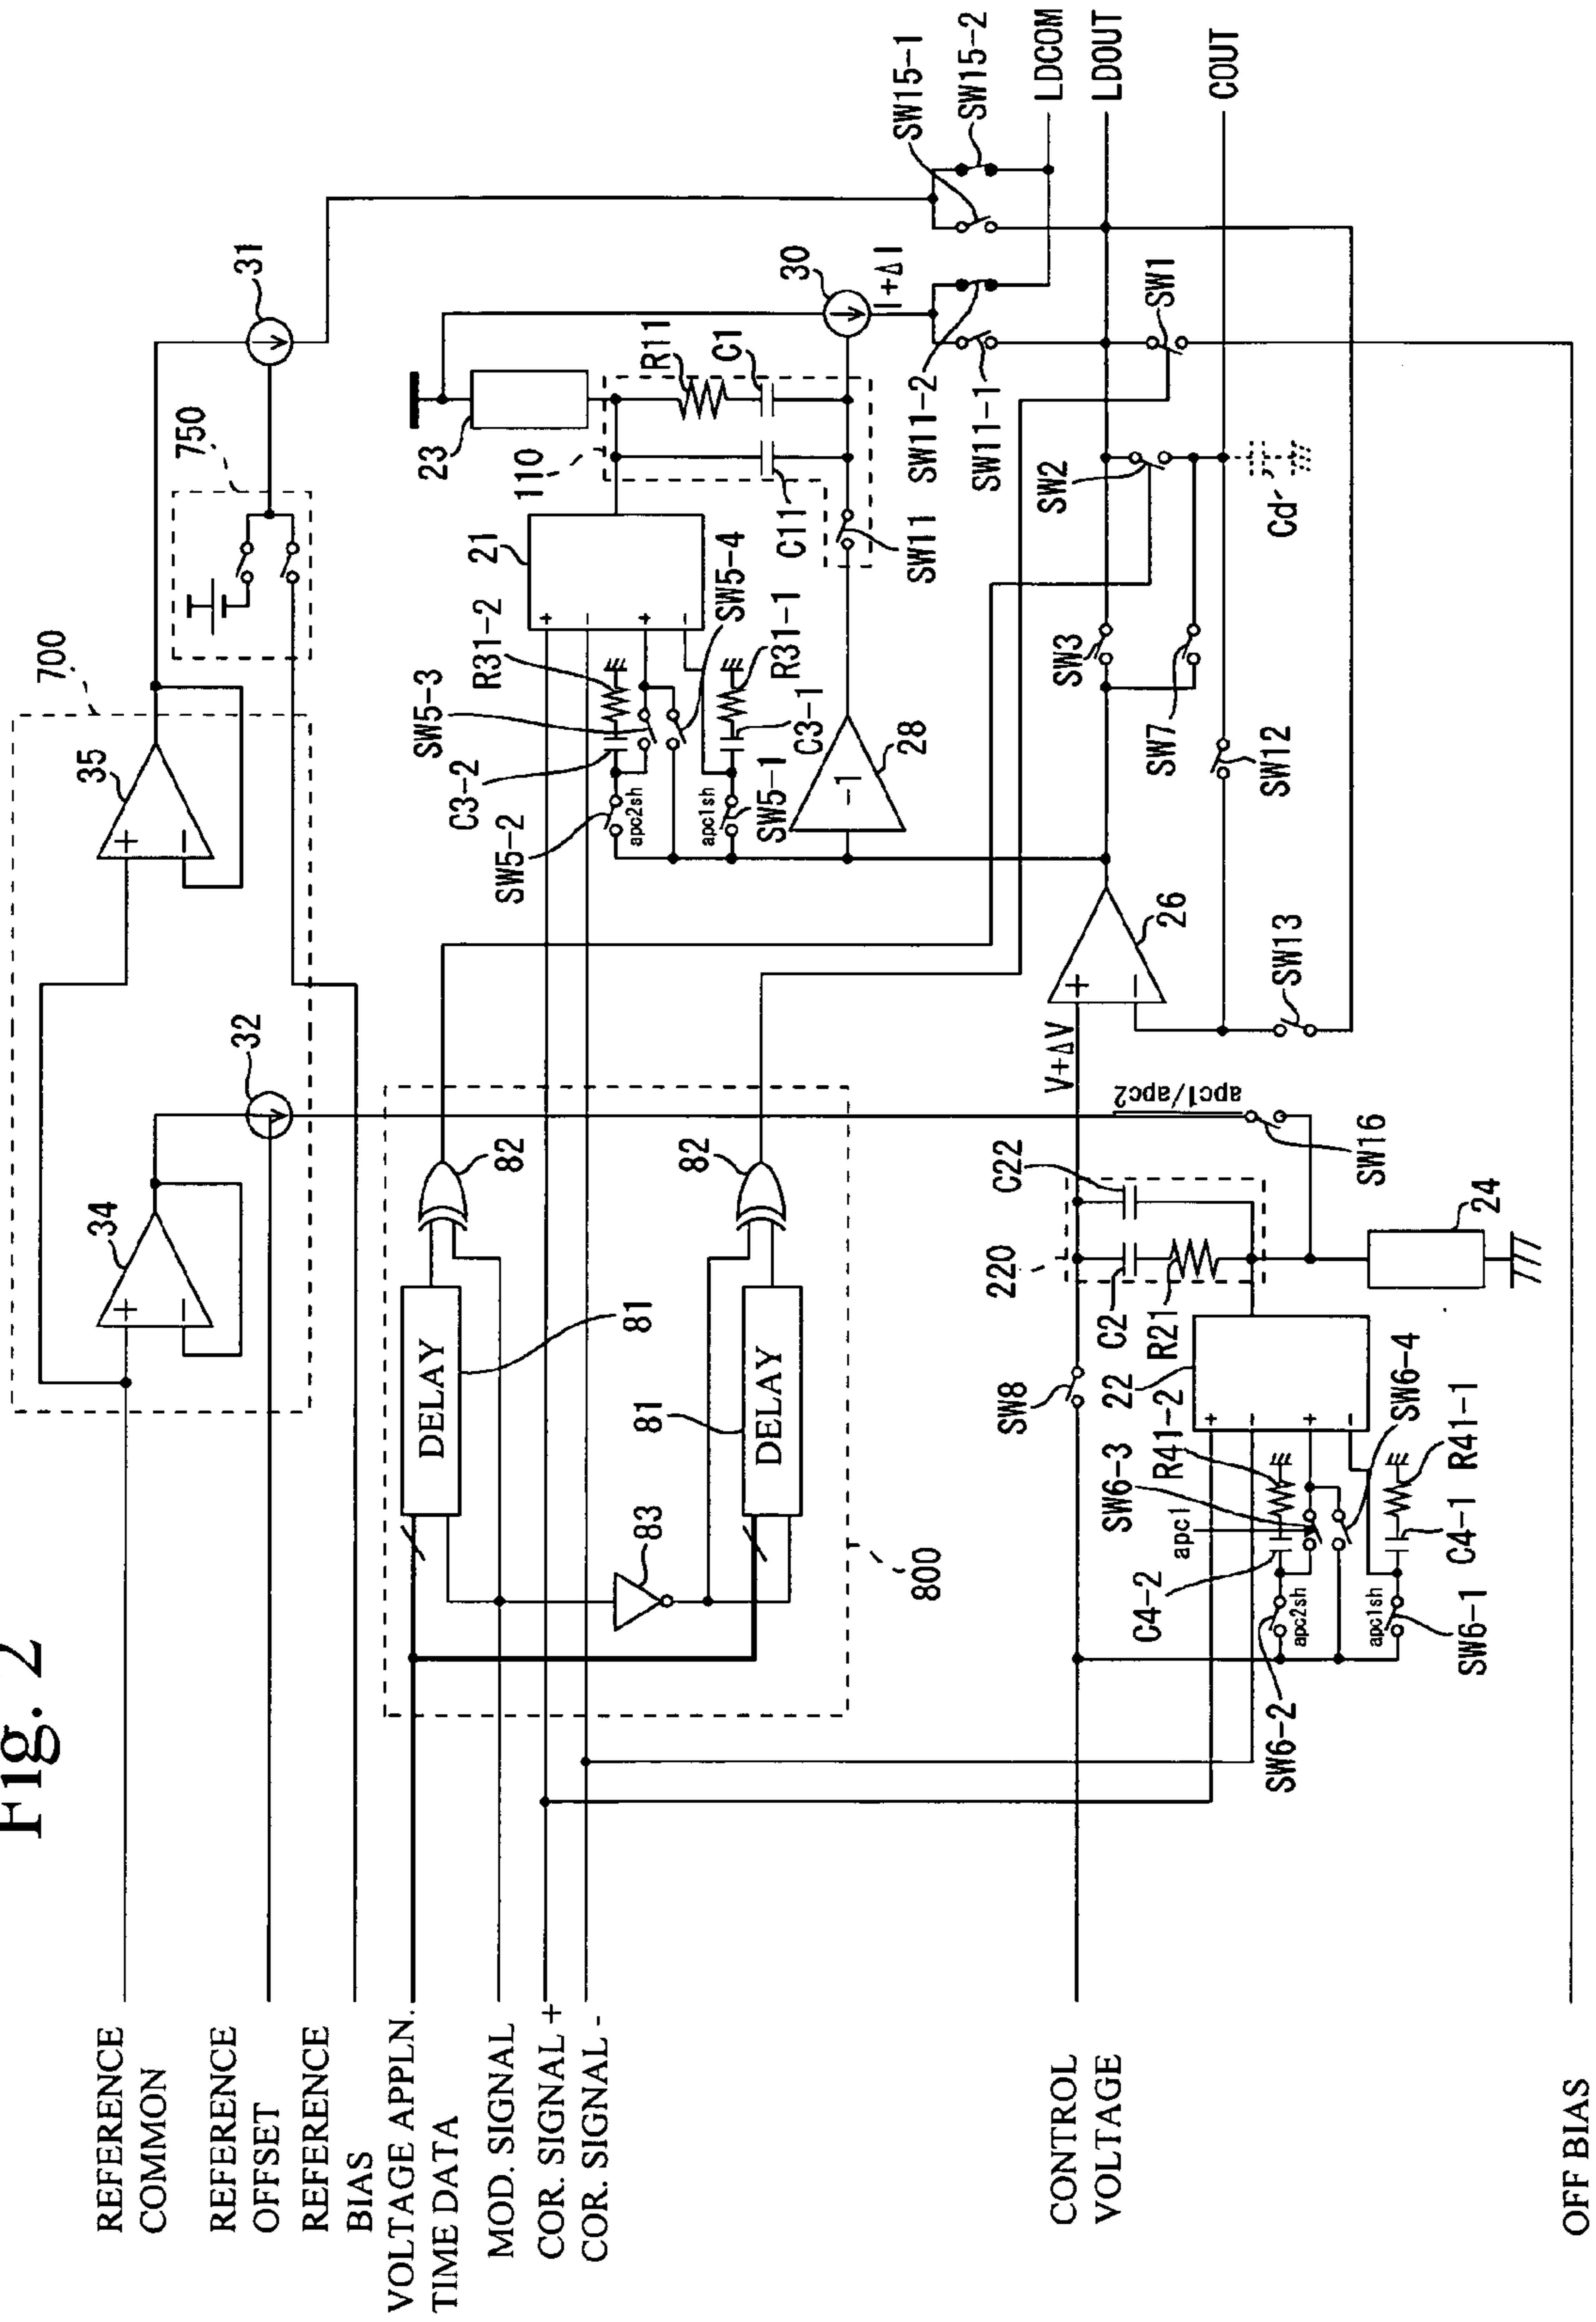 Fig. 2
REFERENCE
COMMON
REFERENCE
OFFSET
REFERENCE
BIAS
VOLTAGE APPLN.
TIME DATA
MOD. SIGNAL
COR. SIGNAL +
COR. SIGNAL -
CONTROL
VOLTAGE
OFF BIAS
700
34
+
−
35
+
−
32
31
750
800
DELAY
81
82
DELAY
81
82
83
23
110
R11
C1
C11
SW11
30
I+ΔI
21
+
−
+
−
R31-2
SW5-3
C3-2
SW5-2
apc2sh
SW5-4
R31-1
C3-1
SW5-1
apc1sh
-1
28
SW11-2
SW11-1
SW15-1
SW15-2
LDCOM
LDOUT
COUT
SW1
SW2
SW3
SW7
Cd
SW12
SW13
26
+
−
V+ΔV
apc1/apc2
SW16
C22
220
C2
R21
24
SW8
22
+
−
+
−
R41-2
SW6-3
apc1
C4-2
SW6-2
apc2sh
SW6-4
R41-1
C4-1
SW6-1
apc1sh